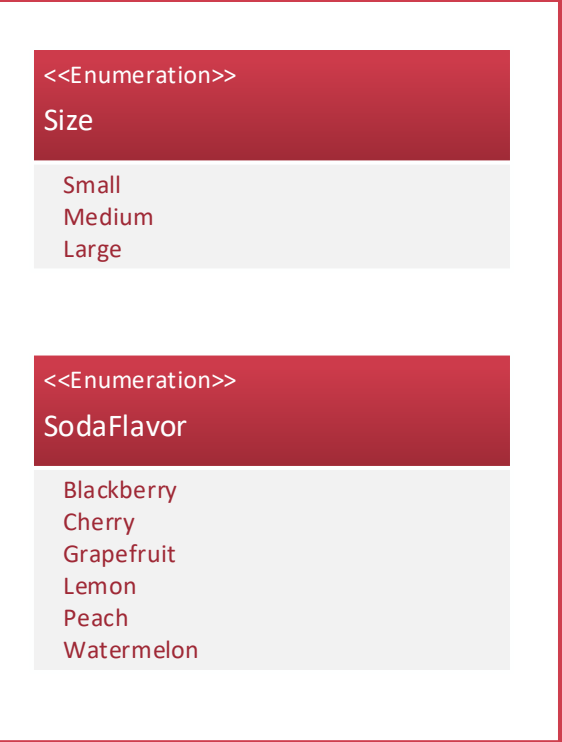 <<Enumeration>>
Size
Small
Medium
Large
<<Enumeration>>
SodaFlavor
Blackberry
Cherry
Grapefruit
Lemon
Peach
Watermelon